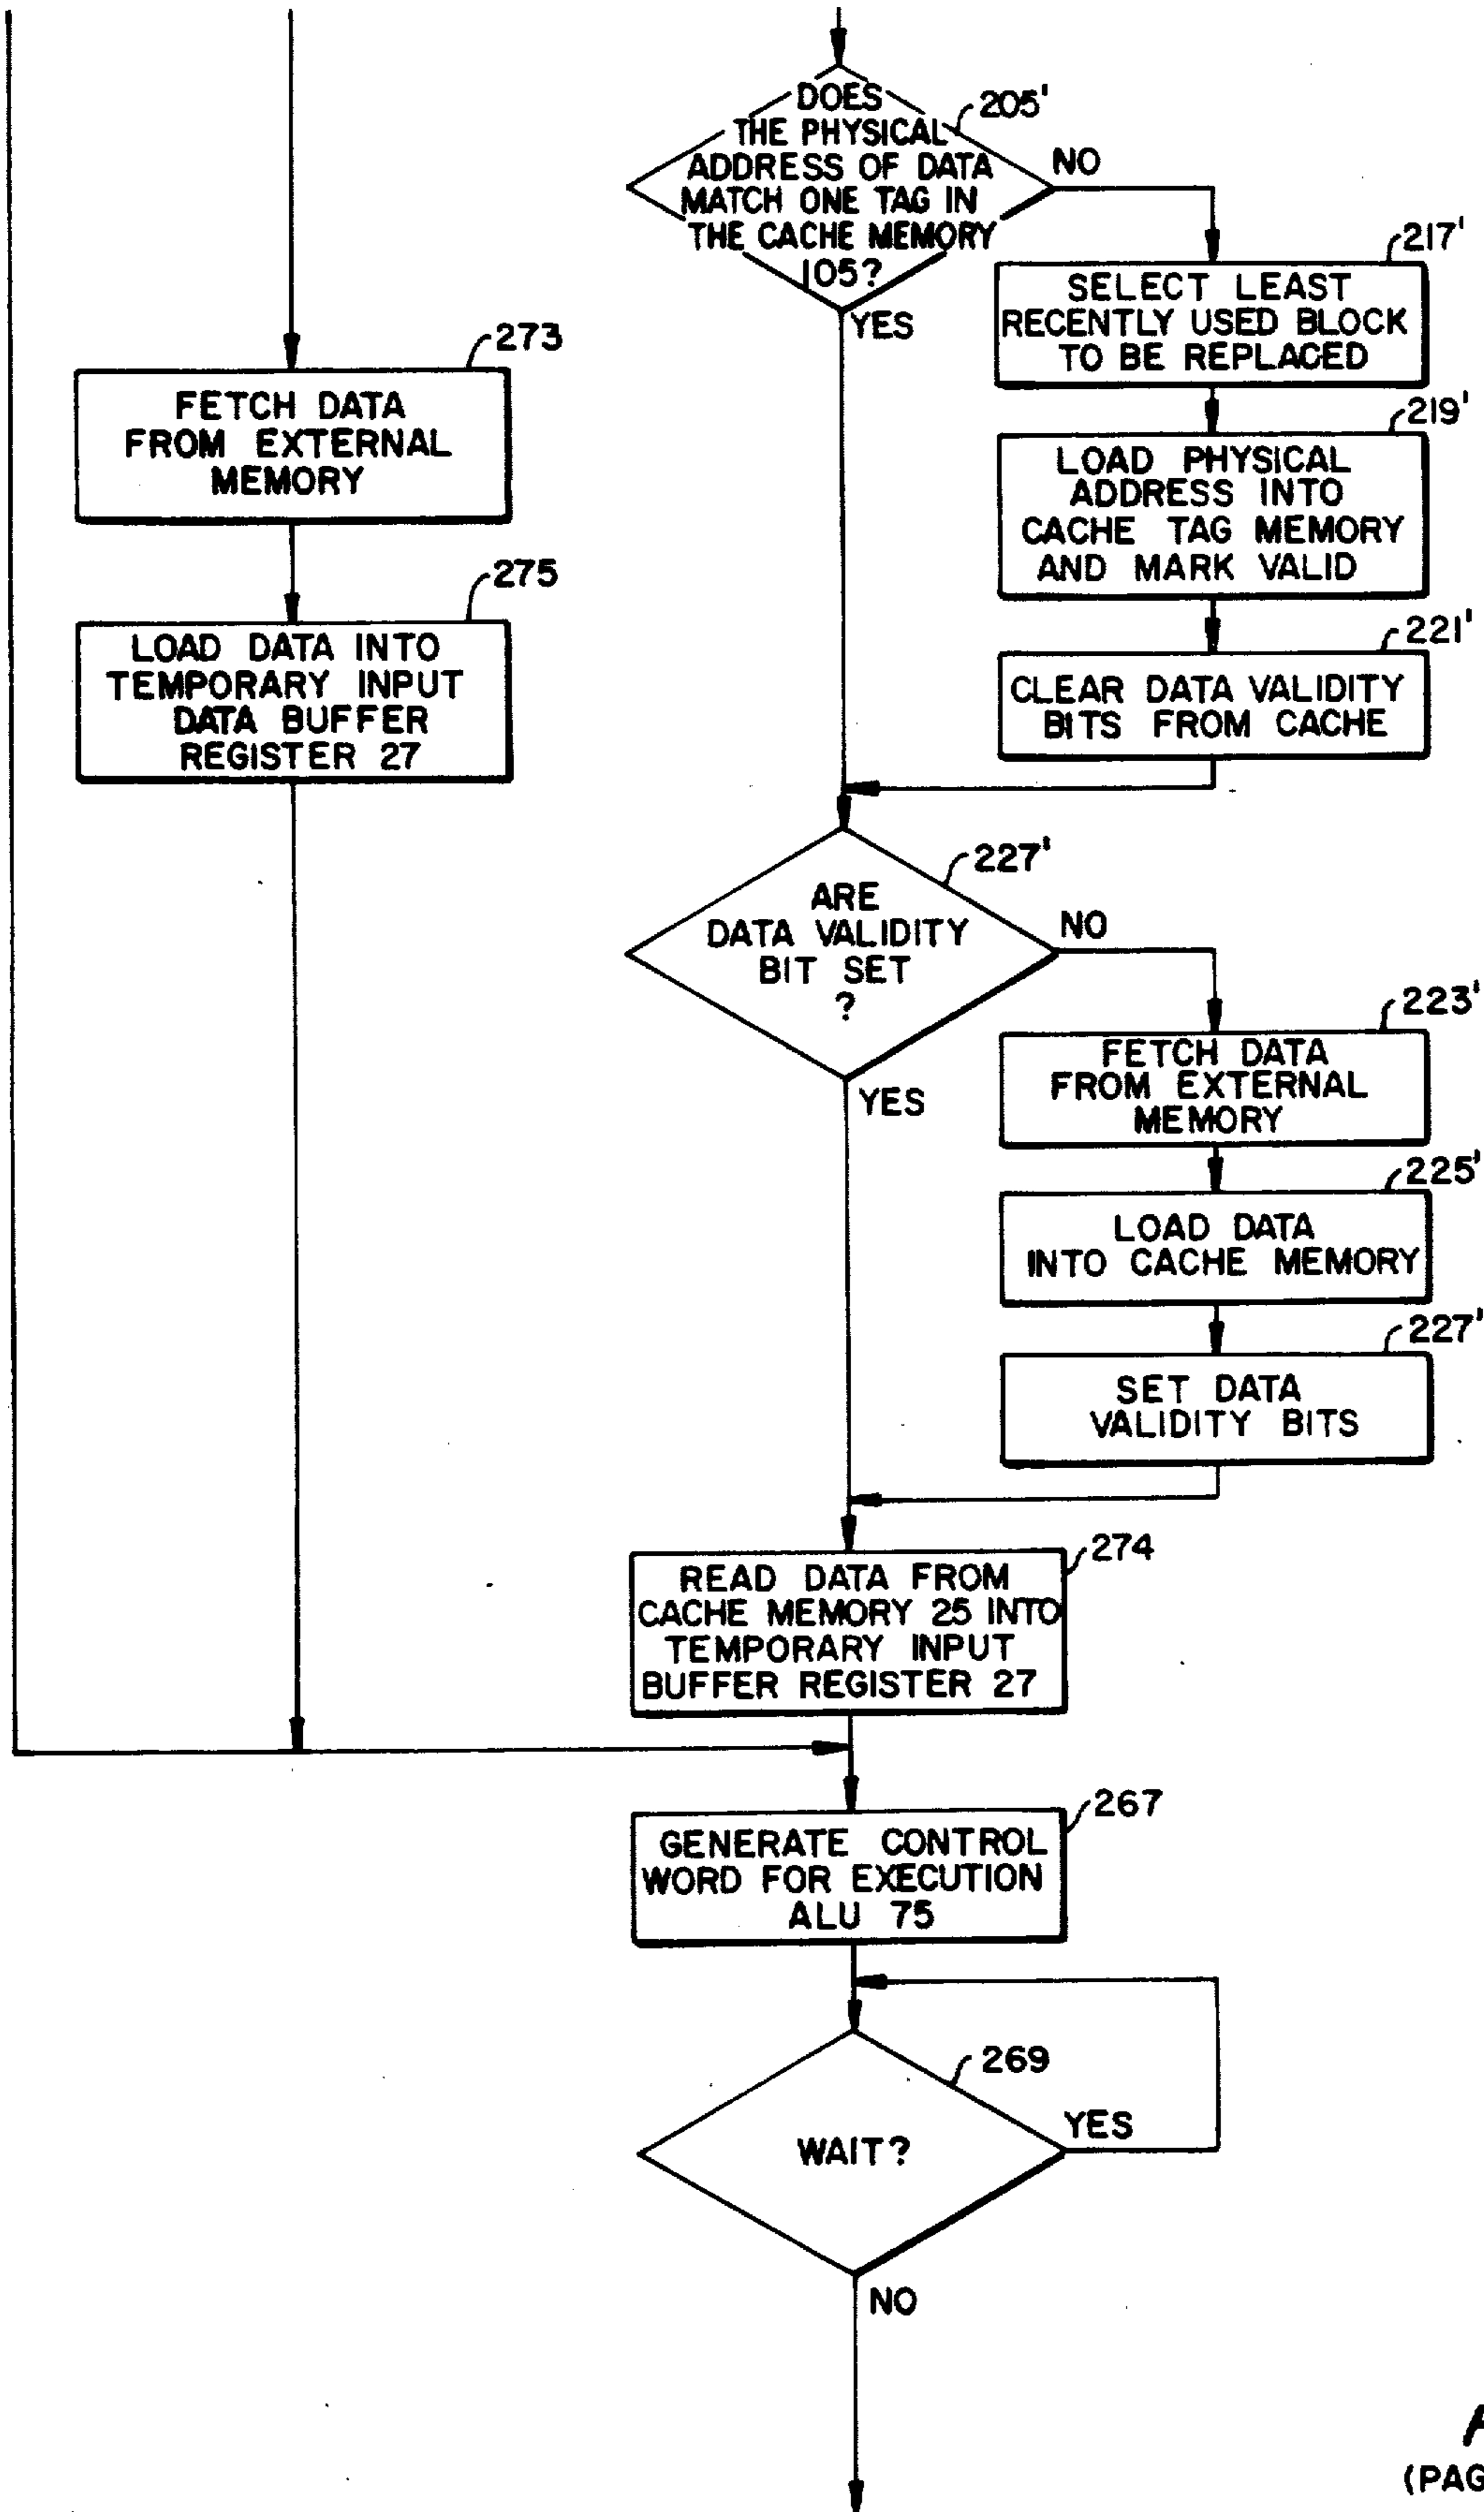 DOES
THE PHYSICAL
ADDRESS OF DATA
MATCH ONE TAG IN
THE CACHE MEMORY
105?
205'
NO
YES
217'
SELECT LEAST
RECENTLY USED BLOCK
TO BE REPLACED
273
FETCH DATA
FROM EXTERNAL
MEMORY
219'
LOAD PHYSICAL
ADDRESS INTO
CACHE TAG MEMORY
AND MARK VALID
275
LOAD DATA INTO
TEMPORARY INPUT
DATA BUFFER
REGISTER 27
221'
CLEAR DATA VALIDITY
BITS FROM CACHE
227'
ARE
DATA VALIDITY
BIT SET
?
NO
YES
223'
FETCH DATA
FROM EXTERNAL
MEMORY
225'
LOAD DATA
INTO CACHE MEMORY
227'
SET DATA
VALIDITY BITS
274
READ DATA FROM
CACHE MEMORY 25 INTO
TEMPORARY INPUT
BUFFER REGISTER 27
267
GENERATE CONTROL
WORD FOR EXECUTION
ALU 75
269
WAIT?
YES
NO
(PAG